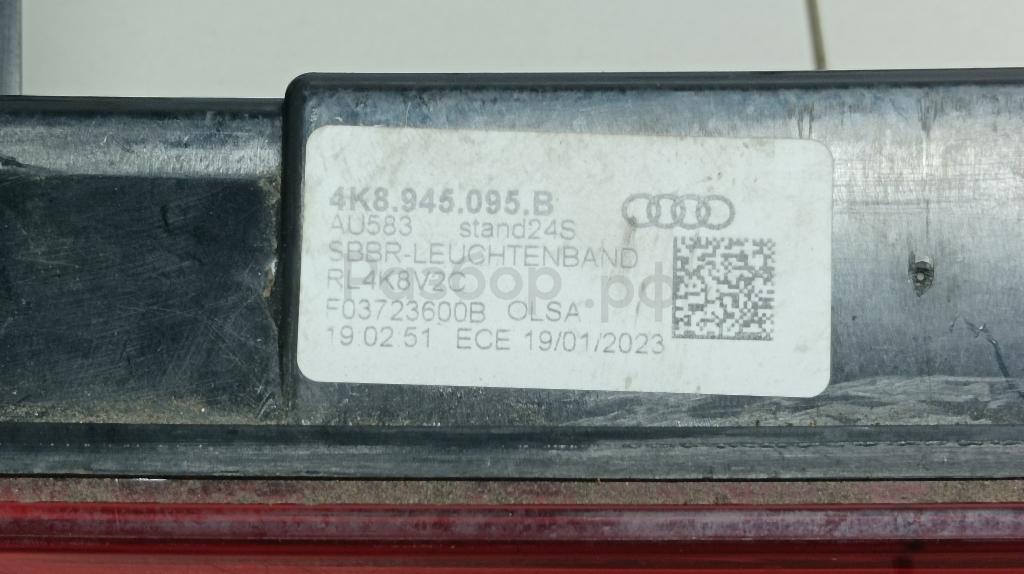 4K8.945.095.B
AU583 stand24S
SBBR-LEUCHTENBAND
RL4K8V2C
F03723600B OLSA
19:02:51 ECE 19/01/2023